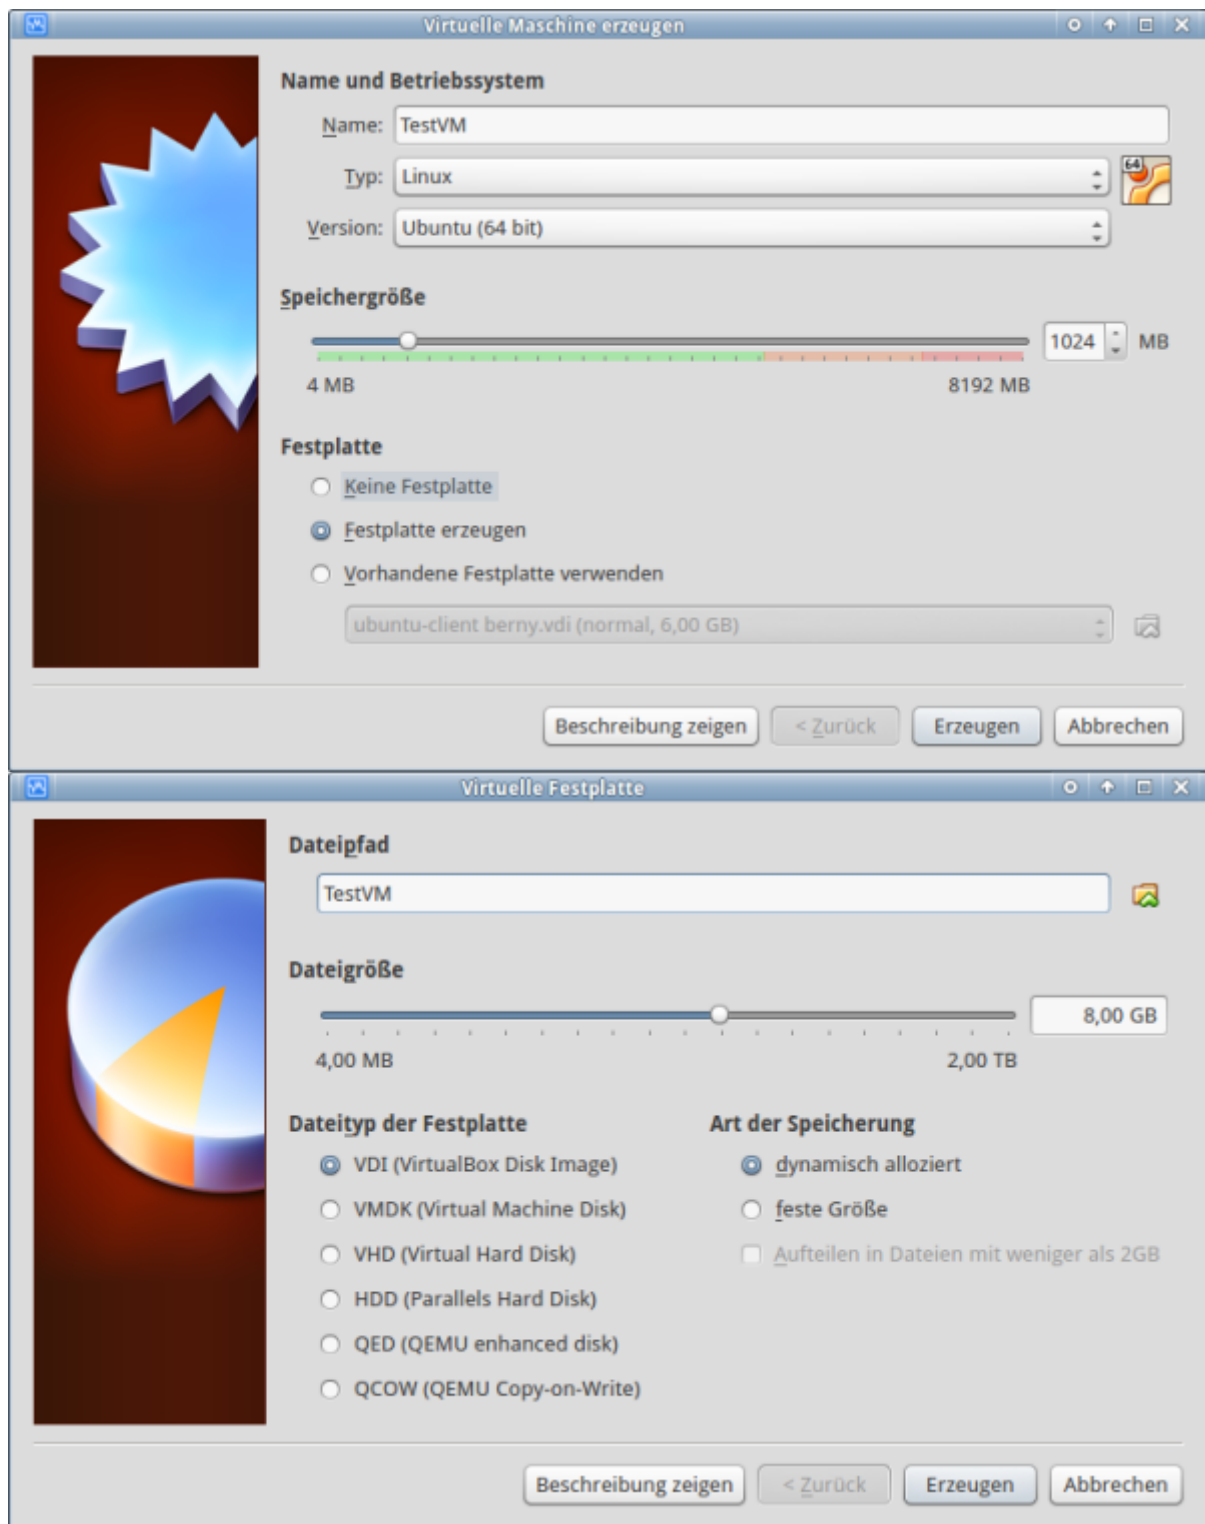 Virtuelle Maschine erzeugen
Name und Betriebssystem
Name: TestVM
Typ: Linux
64
Version: Ubuntu (64 bit)
Speichergröße
1024 MB
4 MB 8192 MB
Festplatte
Keine Festplatte
Festplatte erzeugen
Vorhandene Festplatte verwenden
ubuntu-client berny.vdi (normal, 6,00 GB)
Beschreibung zeigen < Zurück Erzeugen Abbrechen
Virtuelle Festplatte
Dateipfad
TestVM
Dateigröße
8,00 GB
4,00 MB 2,00 TB
Dateityp der Festplatte Art der Speicherung
VDI (VirtualBox Disk Image) dynamisch alloziert
VMDK (Virtual Machine Disk) feste Größe
VHD (Virtual Hard Disk) Aufteilen in Dateien mit weniger als 2GB
HDD (Parallels Hard Disk)
QED (QEMU enhanced disk)
QCOW (QEMU Copy-on-Write)
Beschreibung zeigen < Zurück Erzeugen Abbrechen